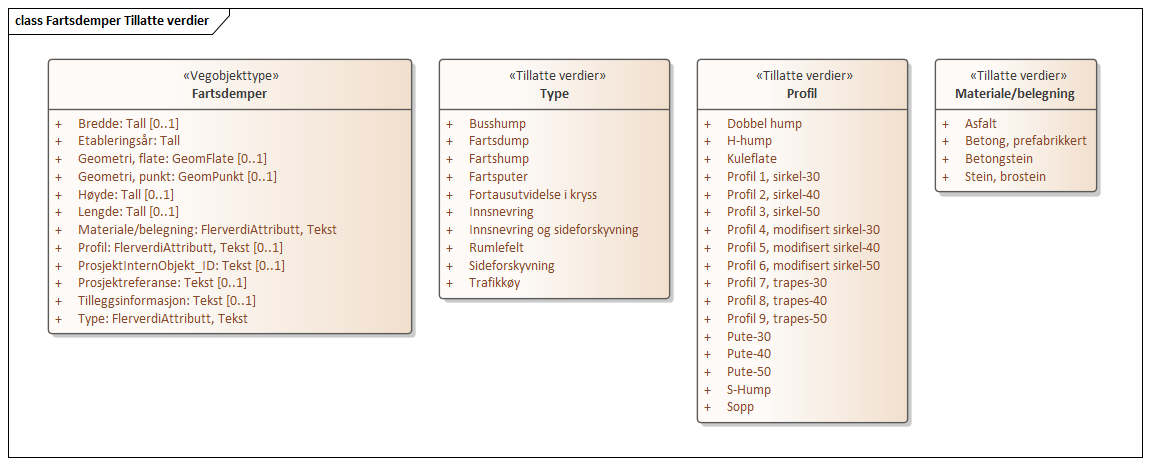 class Fartsdemper Tillatte verdier
«Vegobjekttype»
Fartsdemper
+ Bredde: Tall [0..1]
+ Etableringsår: Tall
+ Geometri, flate: GeomFlate [0..1]
+ Geometri, punkt: GeomPunkt [0..1]
+ Høyde: Tall [0..1]
+ Lengde: Tall [0..1]
+ Materiale/belegning: FlerverdiAttributt, Tekst
+ Profil: FlerverdiAttributt, Tekst [0..1]
+ ProsjektInternObjekt_ID: Tekst [0..1]
+ Prosjektreferanse: Tekst [0..1]
+ Tilleggsinformasjon: Tekst [0..1]
+ Type: FlerverdiAttributt, Tekst
«Tillatte verdier»
Type
+ Busshump
+ Fartsdump
+ Fartshump
+ Fartsputer
+ Fortausutvidelse i kryss
+ Innsnevring
+ Innsnevring og sideforskyvning
+ Rumlefelt
+ Sideforskyvning
+ Trafikkøy
«Tillatte verdier»
Profil
+ Dobbel hump
+ H-hump
+ Kuleflate
+ Profil 1, sirkel-30
+ Profil 2, sirkel-40
+ Profil 3, sirkel-50
+ Profil 4, modifisert sirkel-30
+ Profil 5, modifisert sirkel-40
+ Profil 6, modifisert sirkel-50
+ Profil 7, trapes-30
+ Profil 8, trapes-40
+ Profil 9, trapes-50
+ Pute-30
+ Pute-40
+ Pute-50
+ S-Hump
+ Sopp
«Tillatte verdier»
Materiale/belegning
+ Asfalt
+ Betong, prefabrikkert
+ Betongstein
+ Stein, brostein